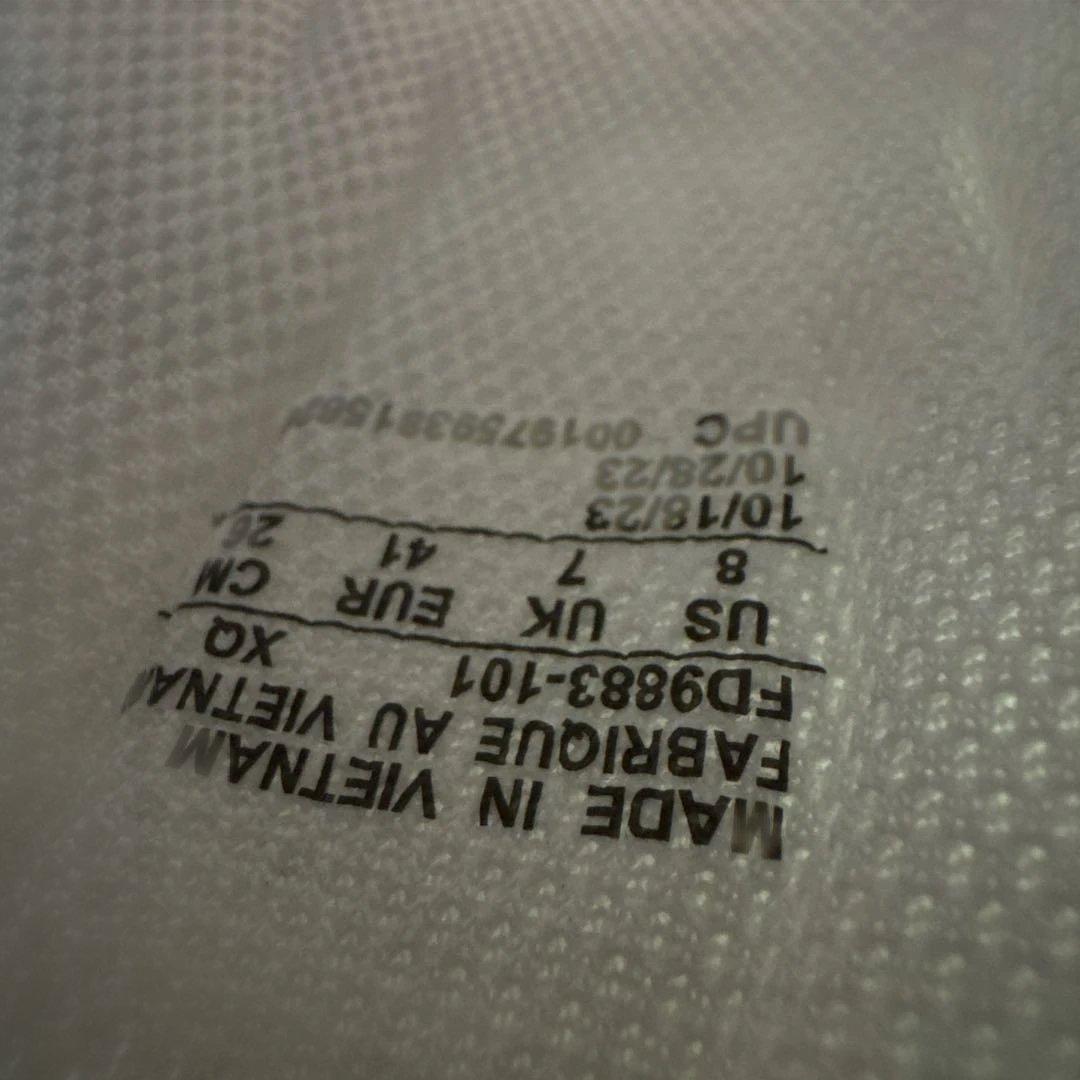 MADE IN VIETNAM
FABRIQUE AU VIETNAM
FD9883-101 XQ
US UK EUR CM
8 7 41 26
10/18/23
10/28/23
UPC